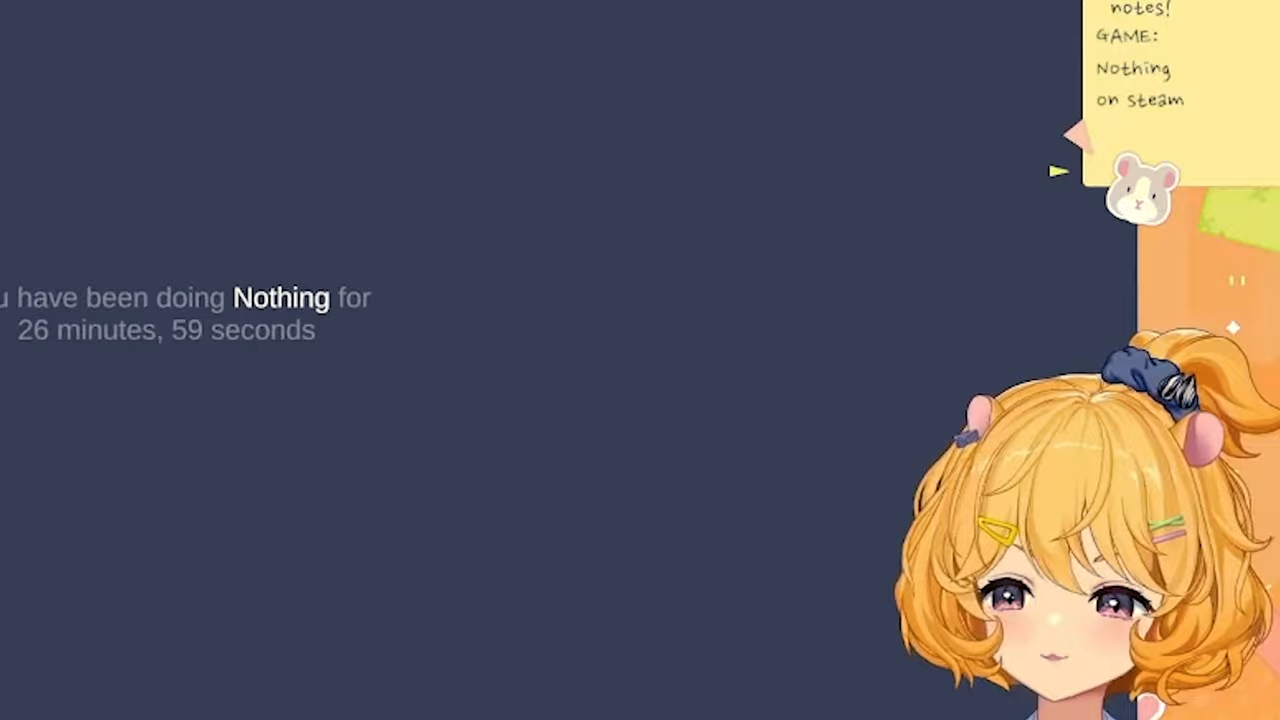 notes!
GAME:
Nothing
on steam
u have been doing Nothing for
26 minutes, 59 seconds